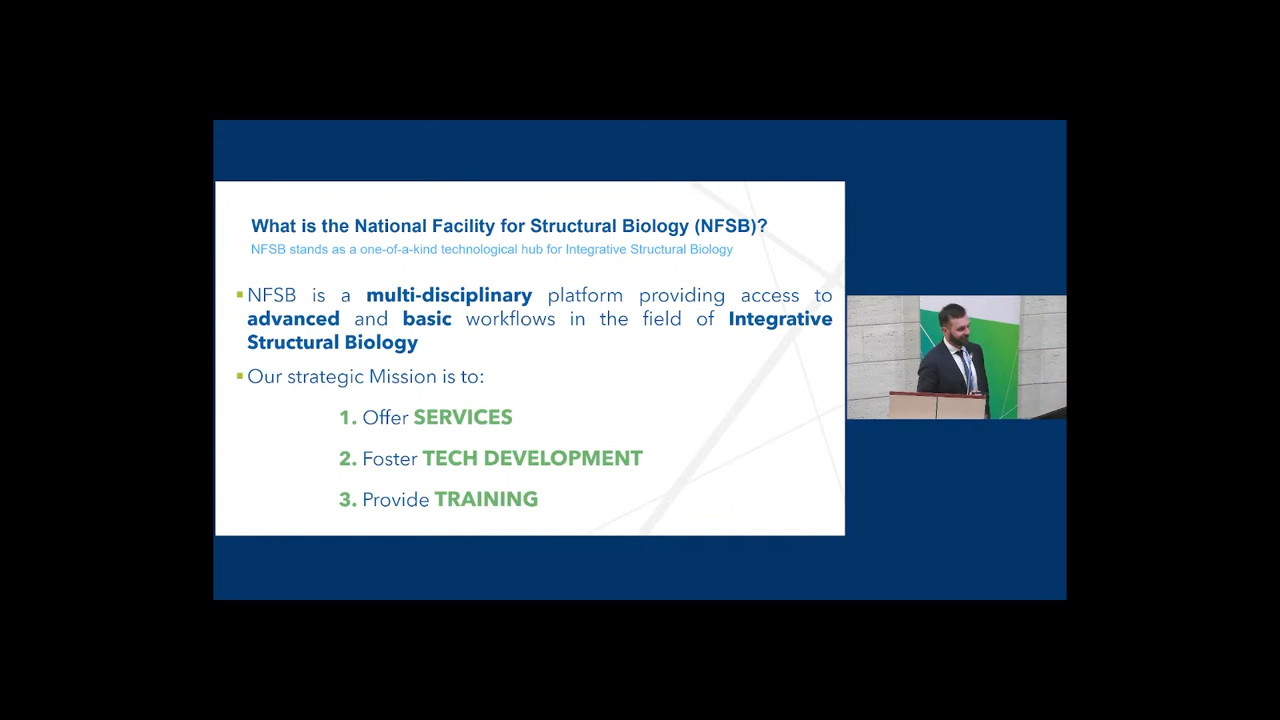 What is the National Facility for Structural Biology (NFSB)?
NFSB stands as a one-of-a-kind technological hub for Integrative Structural Biology
▪NFSB is a multi-disciplinary platform providing access to
advanced and basic workflows in the field of Integrative
Structural Biology
▪Our strategic Mission is to:
1. Offer SERVICES
2. Foster TECH DEVELOPMENT
3. Provide TRAINING